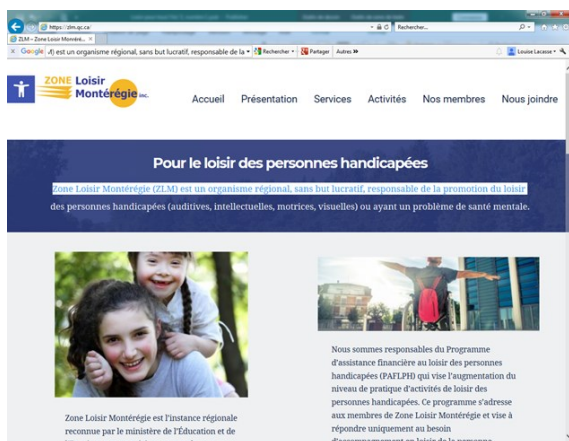 https://zlm.qc.ca/
Rechercher...
ZLM – Zone Loisir Montéré...
Google
) est un organisme régional, sans but lucratif, responsable de la
Rechercher
Partager
Autres >>
Louise Lacasse
ZONE Loisir
Montérégie inc.
Accueil Présentation Services Activités Nos membres Nous joindre
Pour le loisir des personnes handicapées
Zone Loisir Montérégie (ZLM) est un organisme régional, sans but lucratif, responsable de la promotion du loisir
des personnes handicapées (auditives, intellectuelles, motrices, visuelles) ou ayant un problème de santé mentale.
Zone Loisir Montérégie est l'instance régionale
reconnue par le ministère de l'Éducation et de
Nous sommes responsables du Programme
d'assistance financière au loisir des personnes
handicapées (PAFLPH) qui vise l'augmentation du
niveau de pratique d'activités de loisir des
personnes handicapées. Ce programme s'adresse
aux membres de Zone Loisir Montérégie et vise à
répondre uniquement au besoin
d'accompagnement en loisir de la personne